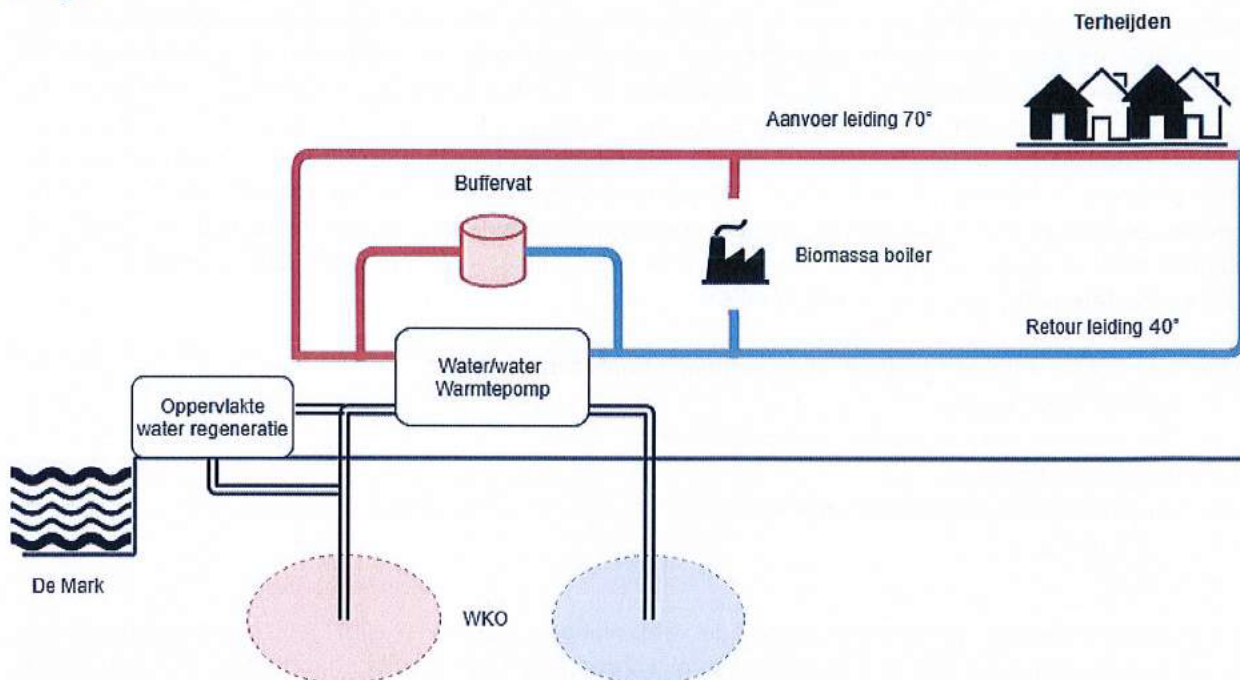 Terheijden
Aanvoer leiding 70°
Buffervat
Biomassa boiler
Retour leiding 40°
Water/water
Warmtepomp
Oppervlakte
water regeneratie
De Mark
WKO